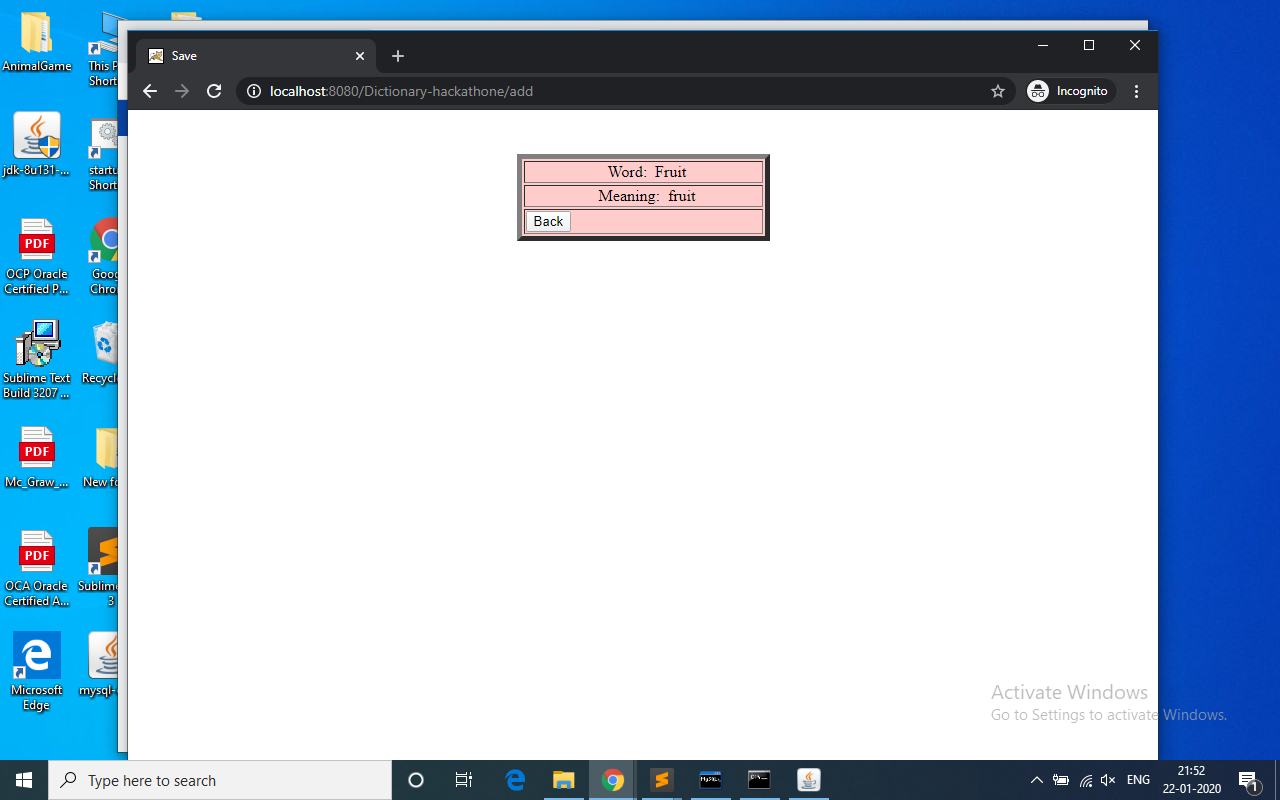 AnimalGame
This P
Short
jdk-8u131-...
startu
Short
OCP Oracle
Certified P...
Goog
Chro
Sublime Text
Build 3207 ...
Recycl
Mc_Graw_...
New fo
OCA Oracle
Certified A...
Sublime
3
Microsoft
Edge
mysql-
PDF
PDF
PDF
Save
localhost:8080/Dictionary-hackathone/add
Incognito
Word: Fruit
Meaning: fruit
Back
Activate Windows
Go to Settings to activate Windows.
Type here to search
ENG
21:52
22-01-2020
1